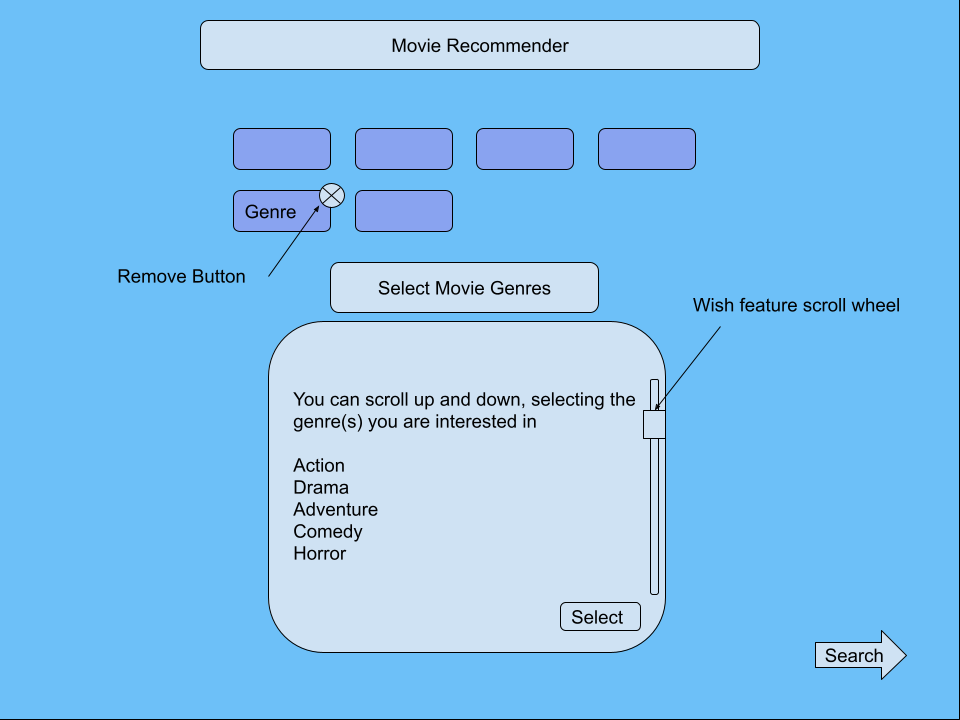 Movie Recommender
Genre
Remove Button
Select Movie Genres
Wish feature scroll wheel
You can scroll up and down, selecting the
genre(s) you are interested in
Action
Drama
Adventure
Comedy
Horror
Select
Search